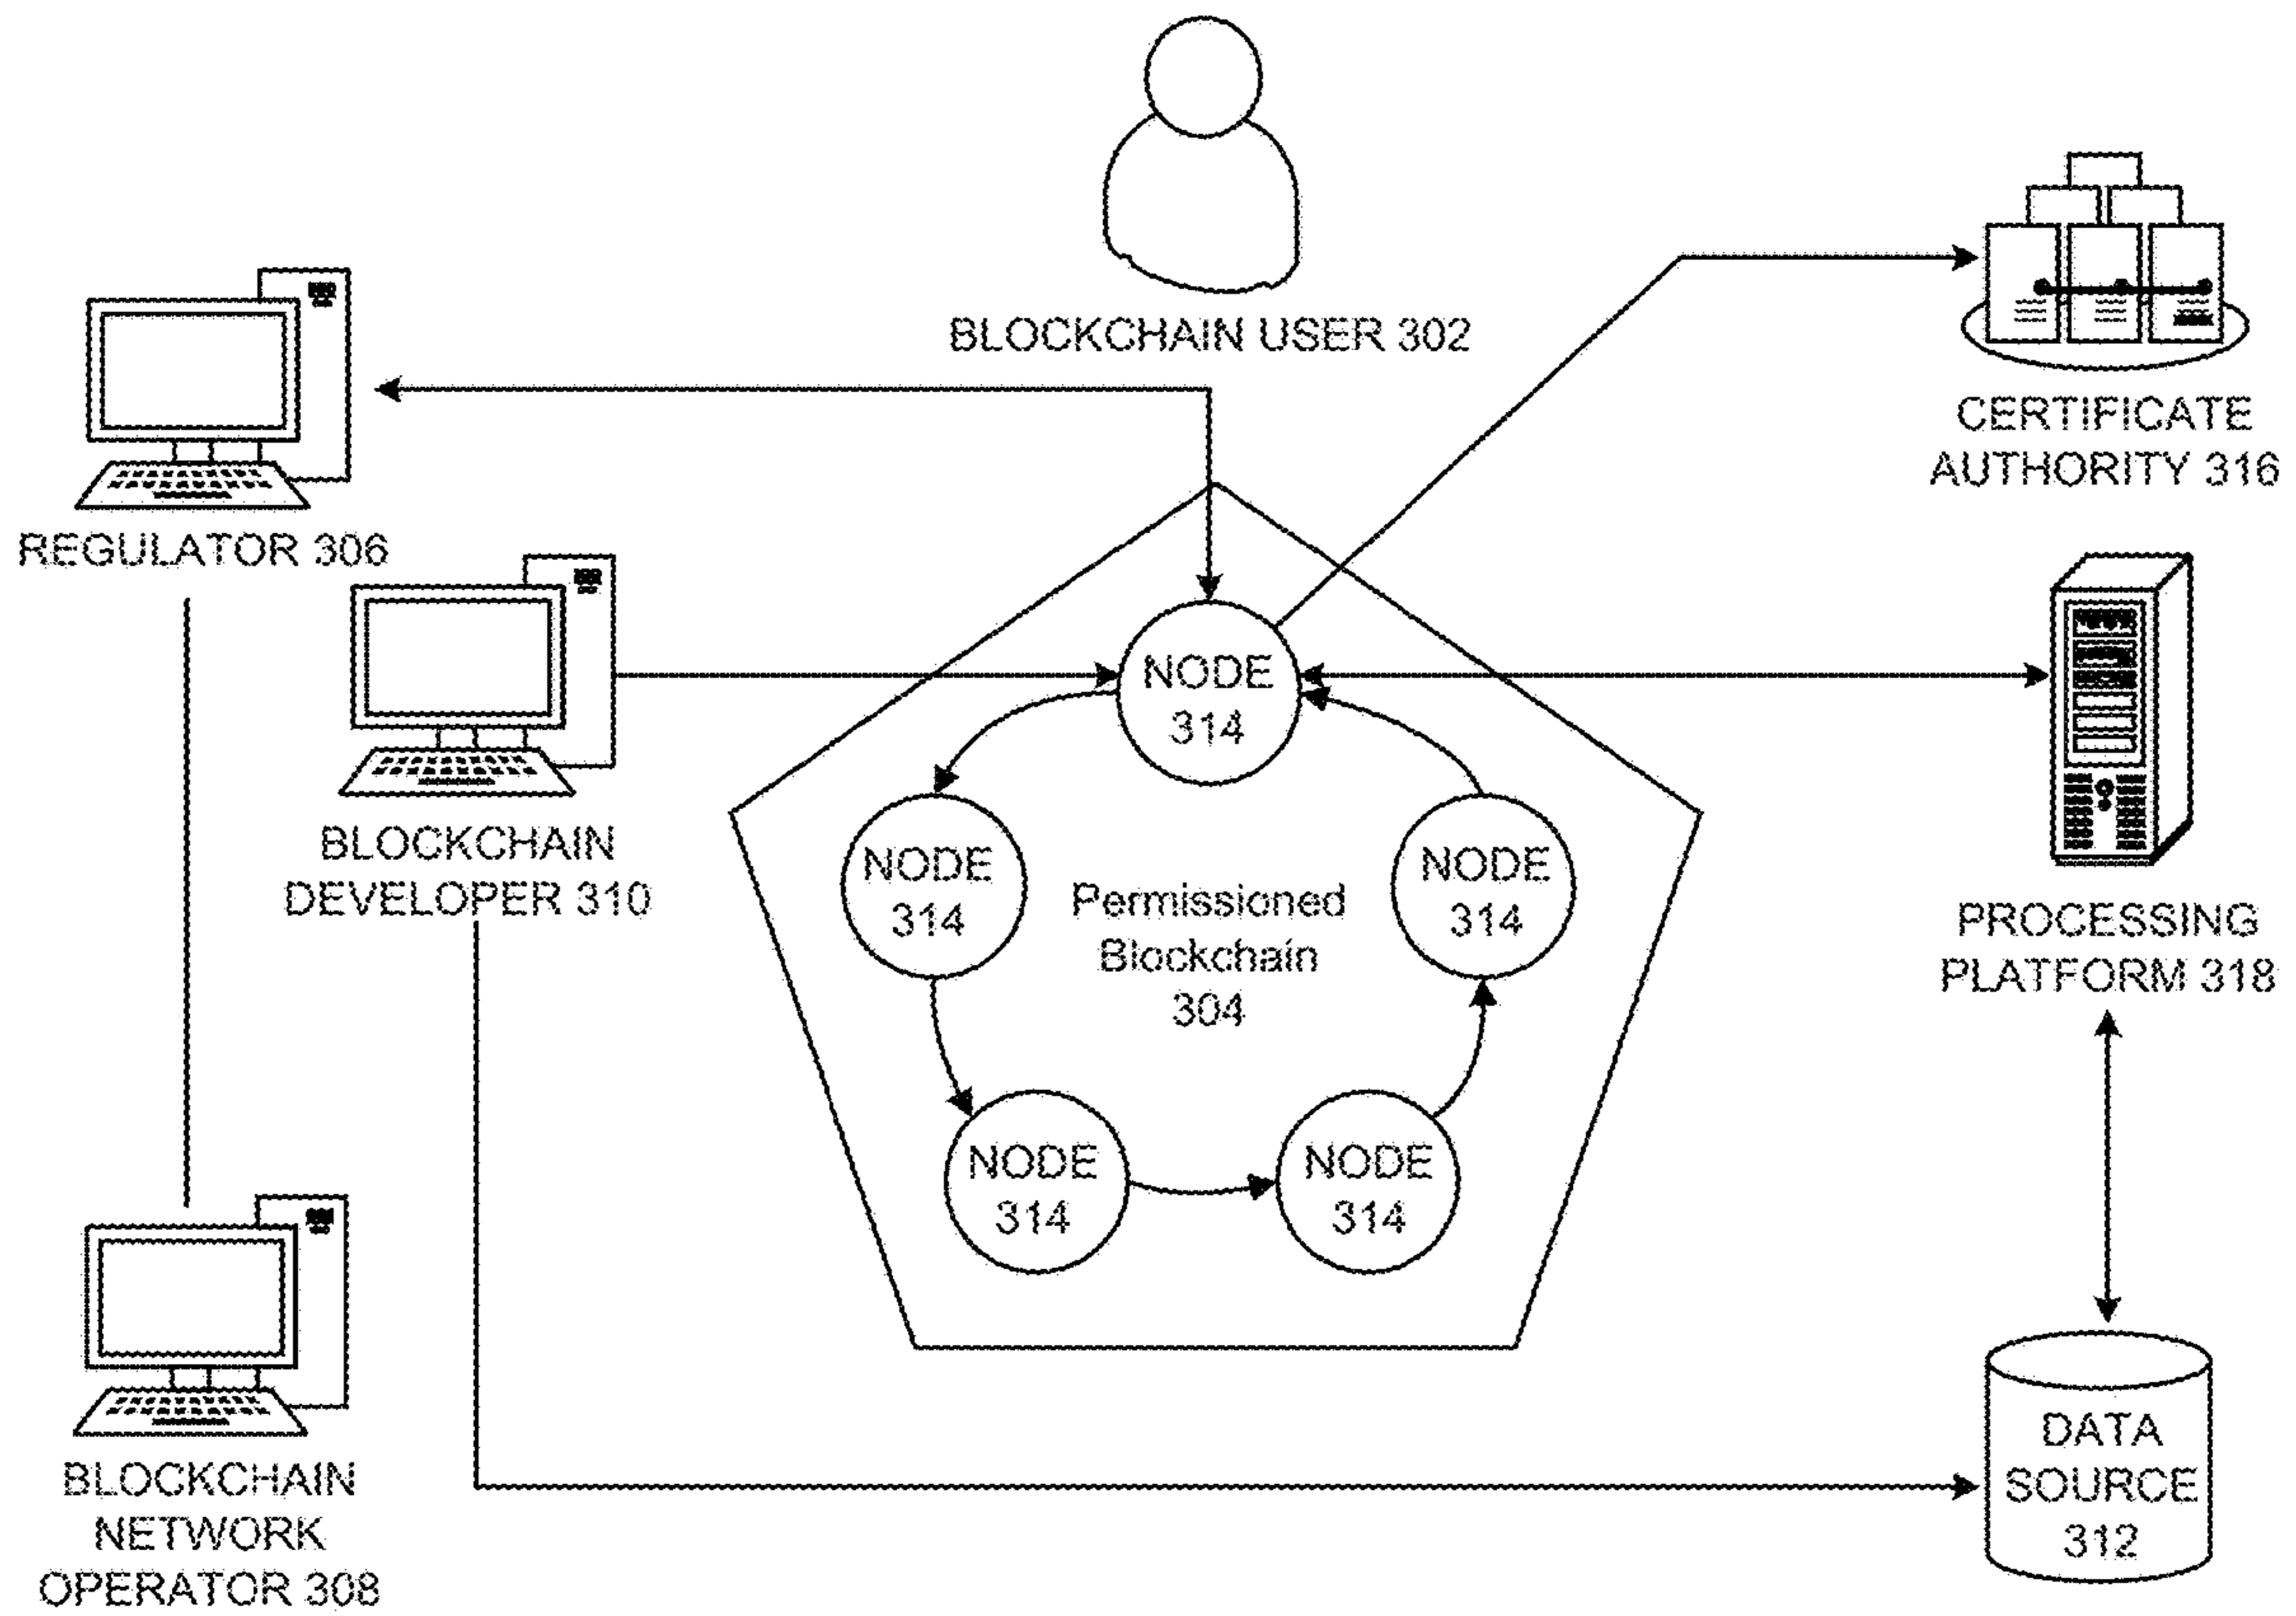 BLOCKCHAIN USER 302
CERTIFICATE
AUTHORITY 316
REGULATOR 306
NODE
314
BLOCKCHAIN
DEVELOPER 310
NODE
314
Permissioned
Blockchain
304
NODE
314
PROCESSING
PLATFORM 318
NODE
314
NODE
314
DATA
SOURCE
312
BLOCKCHAIN
NETWORK
OPERATOR 308